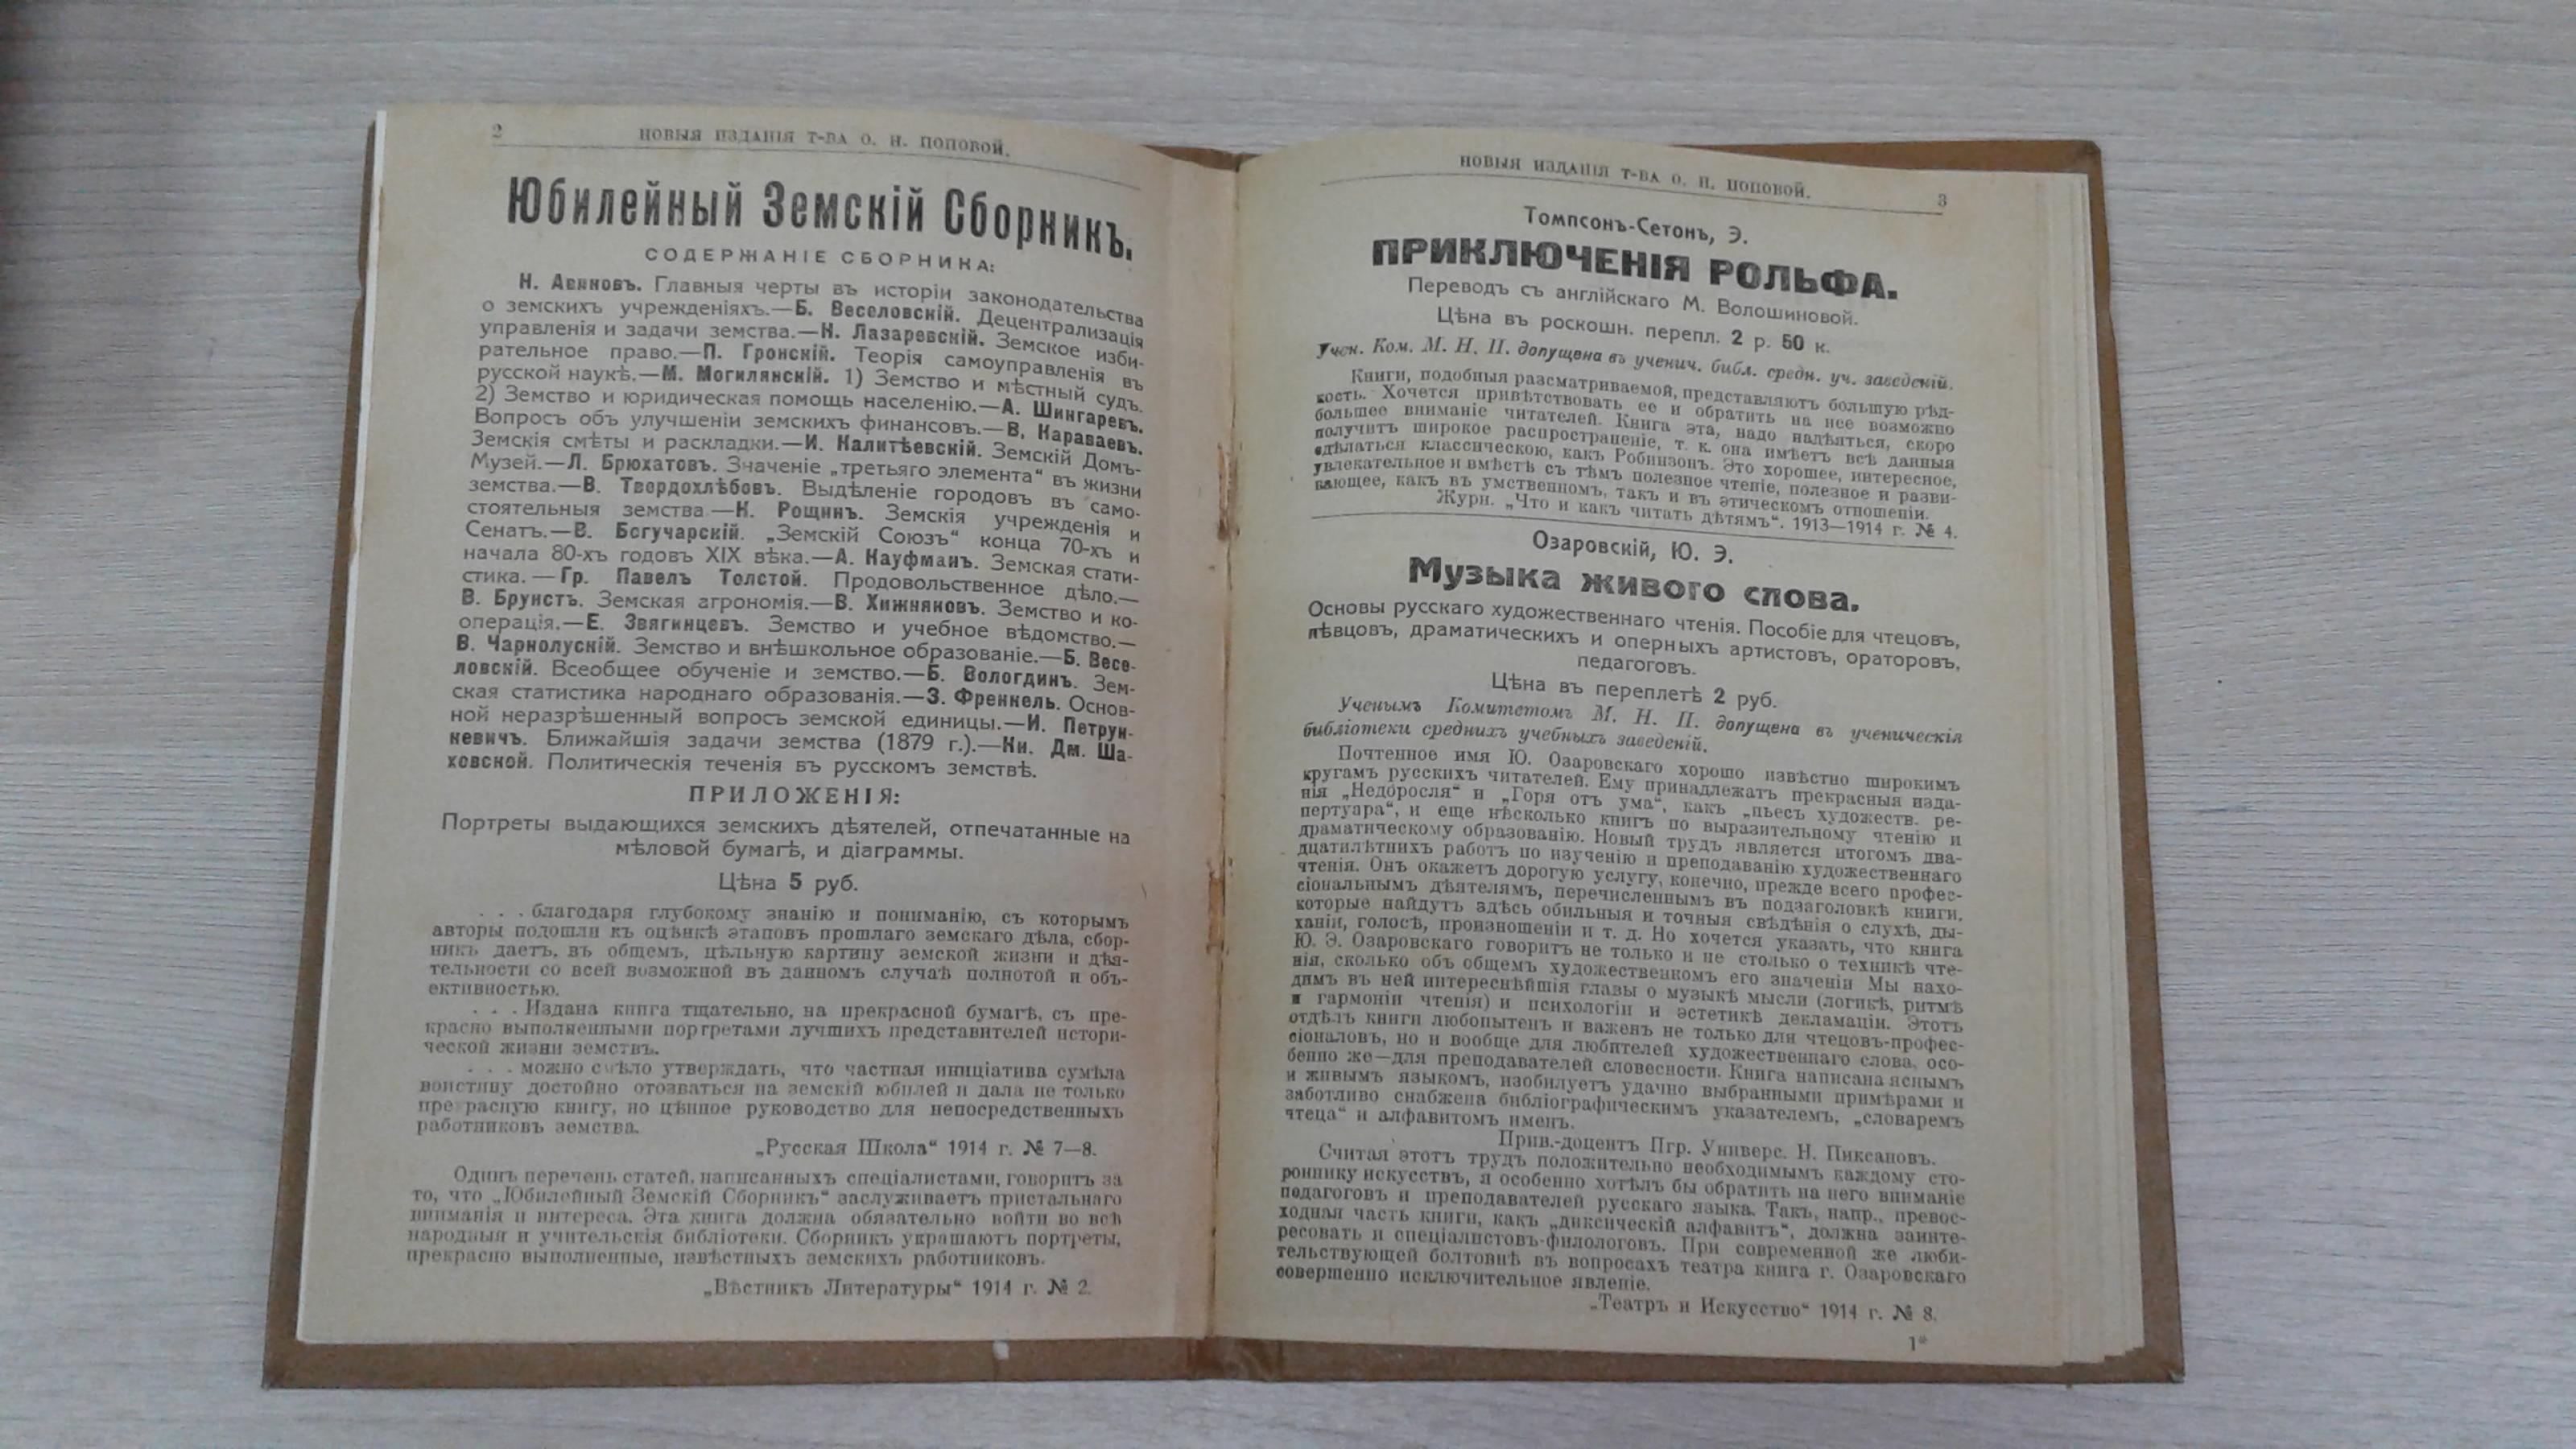 2
НОВЫЯ ИЗДАНІЯ Т-ВА О. Н. ПОПОВОЙ.
Юбилейный Земскій Сборникъ.
СОДЕРЖАНІЕ СБОРНИКА:
Н. Авиновъ. Главныя черты въ исторіи законодательства
о земскихъ учрежденіяхъ.—Б. Веселовскій. Децентрализація
управленія и задачи земства.—Н. Лазаревскій. Земское изби-
рательное право.—П. Гронскій. Теорія самоуправленія въ
русской наукѣ.—М. Могилянскій. 1) Земство и мѣстный судъ.
2) Земство и юридическая помощь населенію.—А. Шингаревъ.
Вопросъ объ улучшеніи земскихъ финансовъ.—В. Караваевъ.
Земскія смѣты и раскладки.—И. Калитѣевскій. Земскій Домъ-
Музей.—Л. Брюхатовъ. Значеніе „третьяго элемента“ въ жизни
земства.—В. Твердохлѣбовъ. Выдѣленіе городовъ въ само-
стоятельныя земства.—Н. Рощинъ. Земскія учрежденія и
Сенатъ.—В. Богучарскій. „Земскій Союзъ“ конца 70-хъ и
начала 80-хъ годовъ XIX вѣка.—А. Кауфманъ. Земская стати-
стика.—Гр. Павелъ Толстой. Продовольственное дѣло.—
В. Брунстъ. Земская агрономія.—В. Хижняковъ. Земство и ко-
операція.—Е. Звягинцевъ. Земство и учебное вѣдомство.—
В. Чарнолускій. Земство и внѣшкольное образованіе.—Б. Весе-
ловскій. Всеобщее обученіе и земство.—Б. Вологдинъ. Зем-
ская статистика народнаго образованія.—З. Френкель. Основ-
ной неразрѣшенный вопросъ земской единицы.—И. Петрун-
кевичъ. Ближайшія задачи земства (1879 г.).—Кн. Дм. Ша-
ховской. Политическія теченія въ русскомъ земствѣ.
ПРИЛОЖЕНІЯ:
Портреты выдающихся земскихъ дѣятелей, отпечатанные на
мѣловой бумагѣ, и діаграммы.
Цѣна 5 руб.
. . . благодаря глубокому знанію и пониманію, съ которымъ
авторы подошли къ оцѣнкѣ этаповъ прошлаго земскаго дѣла, сбор-
никъ даетъ, въ общемъ, цѣльную картину земской жизни и дѣя-
тельности со всей возможной въ данномъ случаѣ полнотой и объ-
ективностью.
. . . Издана книга тщательно, на прекрасной бумагѣ, съ пре-
красно выполненными портретами лучшихъ представителей истори-
ческой жизни земствъ.
. . . можно смѣло утверждать, что частная иниціатива сумѣла
воистину достойно отозваться на земскій юбилей и дала не только
прекрасную книгу, но цѣнное руководство для непосредственныхъ
работниковъ земства.
„Русская Школа“ 1914 г. № 7—8.
Одинъ перечень статей, написанныхъ спеціалистами, говоритъ за
то, что „Юбилейный Земскій Сборникъ“ заслуживаетъ пристальнаго
вниманія и интереса. Эта книга должна обязательно войти во всѣ
народныя и учительскія библіотеки. Сборникъ украшаютъ портреты,
прекрасно выполненные, извѣстныхъ земскихъ работниковъ.
„Вѣстникъ Литературы“ 1914 г. № 2.
НОВЫЯ ИЗДАНІЯ Т-ВА О. Н. ПОПОВОЙ.
3
Томпсонъ-Сетонъ, Э.
ПРИКЛЮЧЕНІЯ РОЛЬФА.
Переводъ съ англійскаго М. Волошиновой.
Цѣна въ роскошн. перепл. 2 р. 50 к.
Учен. Ком. М. Н. П. допущена въ ученич. библ. средн. уч. заведеній.
Книги, подобныя разсматриваемой, представляютъ большую рѣд-
кость. Хочется привѣтствовать ее и обратить на нее возможно
большее вниманіе читателей. Книга эта, надо надѣяться, скоро
получитъ широкое распространеніе, т. к. она имѣетъ всѣ данныя
сдѣлаться классическою, какъ Робинзонъ. Это хорошее, интересное,
увлекательное и вмѣстѣ съ тѣмъ полезное чтеніе, полезное и разви-
вающее, какъ въ умственномъ, такъ и въ этическомъ отношеніи.
Журн. „Что и какъ читать дѣтямъ“. 1913—1914 г. № 4.
Озаровскій, Ю. Э.
Музыка живого слова.
Основы русскаго художественнаго чтенія. Пособіе для чтецовъ,
пѣвцовъ, драматическихъ и оперныхъ артистовъ, ораторовъ,
педагоговъ.
Цѣна въ переплетѣ 2 руб.
Ученымъ Комитетомъ М. Н. П. допущена въ ученическія
библіотеки среднихъ учебныхъ заведеній.
Почтенное имя Ю. Озаровскаго хорошо извѣстно широкимъ
кругамъ русскихъ читателей. Ему принадлежатъ прекрасныя изда-
нія „Недоросля“ и „Горя отъ ума“, какъ „пьесъ художеств. ре-
пертуара“, и еще нѣсколько книгъ по выразительному чтенію и
драматическому образованію. Новый трудъ является итогомъ два-
дцатилѣтнихъ работъ по изученію и преподаванію художественнаго
чтенія. Онъ окажетъ дорогую услугу, конечно, прежде всего профес-
сіональнымъ дѣятелямъ, перечисленнымъ въ подзаголовкѣ книги,
которые найдутъ здѣсь обильныя и точныя свѣдѣнія о слухѣ, ды-
ханіи, голосѣ, произношеніи и т. д. Но хочется указать, что книга
Ю. Э. Озаровскаго говоритъ не только и не столько о техникѣ чте-
нія, сколько объ общемъ художественномъ его значеніи Мы нахо-
димъ въ ней интереснѣйшія главы о музыкѣ мысли (логикѣ, ритмѣ
и гармоніи чтенія) и психологіи и эстетикѣ декламаціи. Этотъ
отдѣлъ книги любопытенъ и важенъ не только для чтецовъ-профес-
сіоналовъ, но и вообще для любителей художественнаго слова, осо-
бенно же—для преподавателей словесности. Книга написана яснымъ
и живымъ языкомъ, изобилуетъ удачно выбранными примѣрами и
заботливо снабжена библіографическимъ указателемъ, „словаремъ
чтеца“ и алфавитомъ именъ.
Прив.-доцентъ Пгр. Универс. Н. Пиксановъ.
Считая этотъ трудъ положительно необходимымъ каждому сто-
роннику искусствъ, я особенно хотѣлъ бы обратить на него вниманіе
педагоговъ и преподавателей русскаго языка. Такъ, напр., превос-
ходная часть книги, какъ „диксическій алфавитъ“, должна заинте-
ресовать и спеціалистовъ-филологовъ. При современной же люби-
тельствующей болтовнѣ въ вопросахъ театра книга г. Озаровскаго
совершенно исключительное явленіе.
„Театръ и Искусство“ 1914 г. № 8.
1*